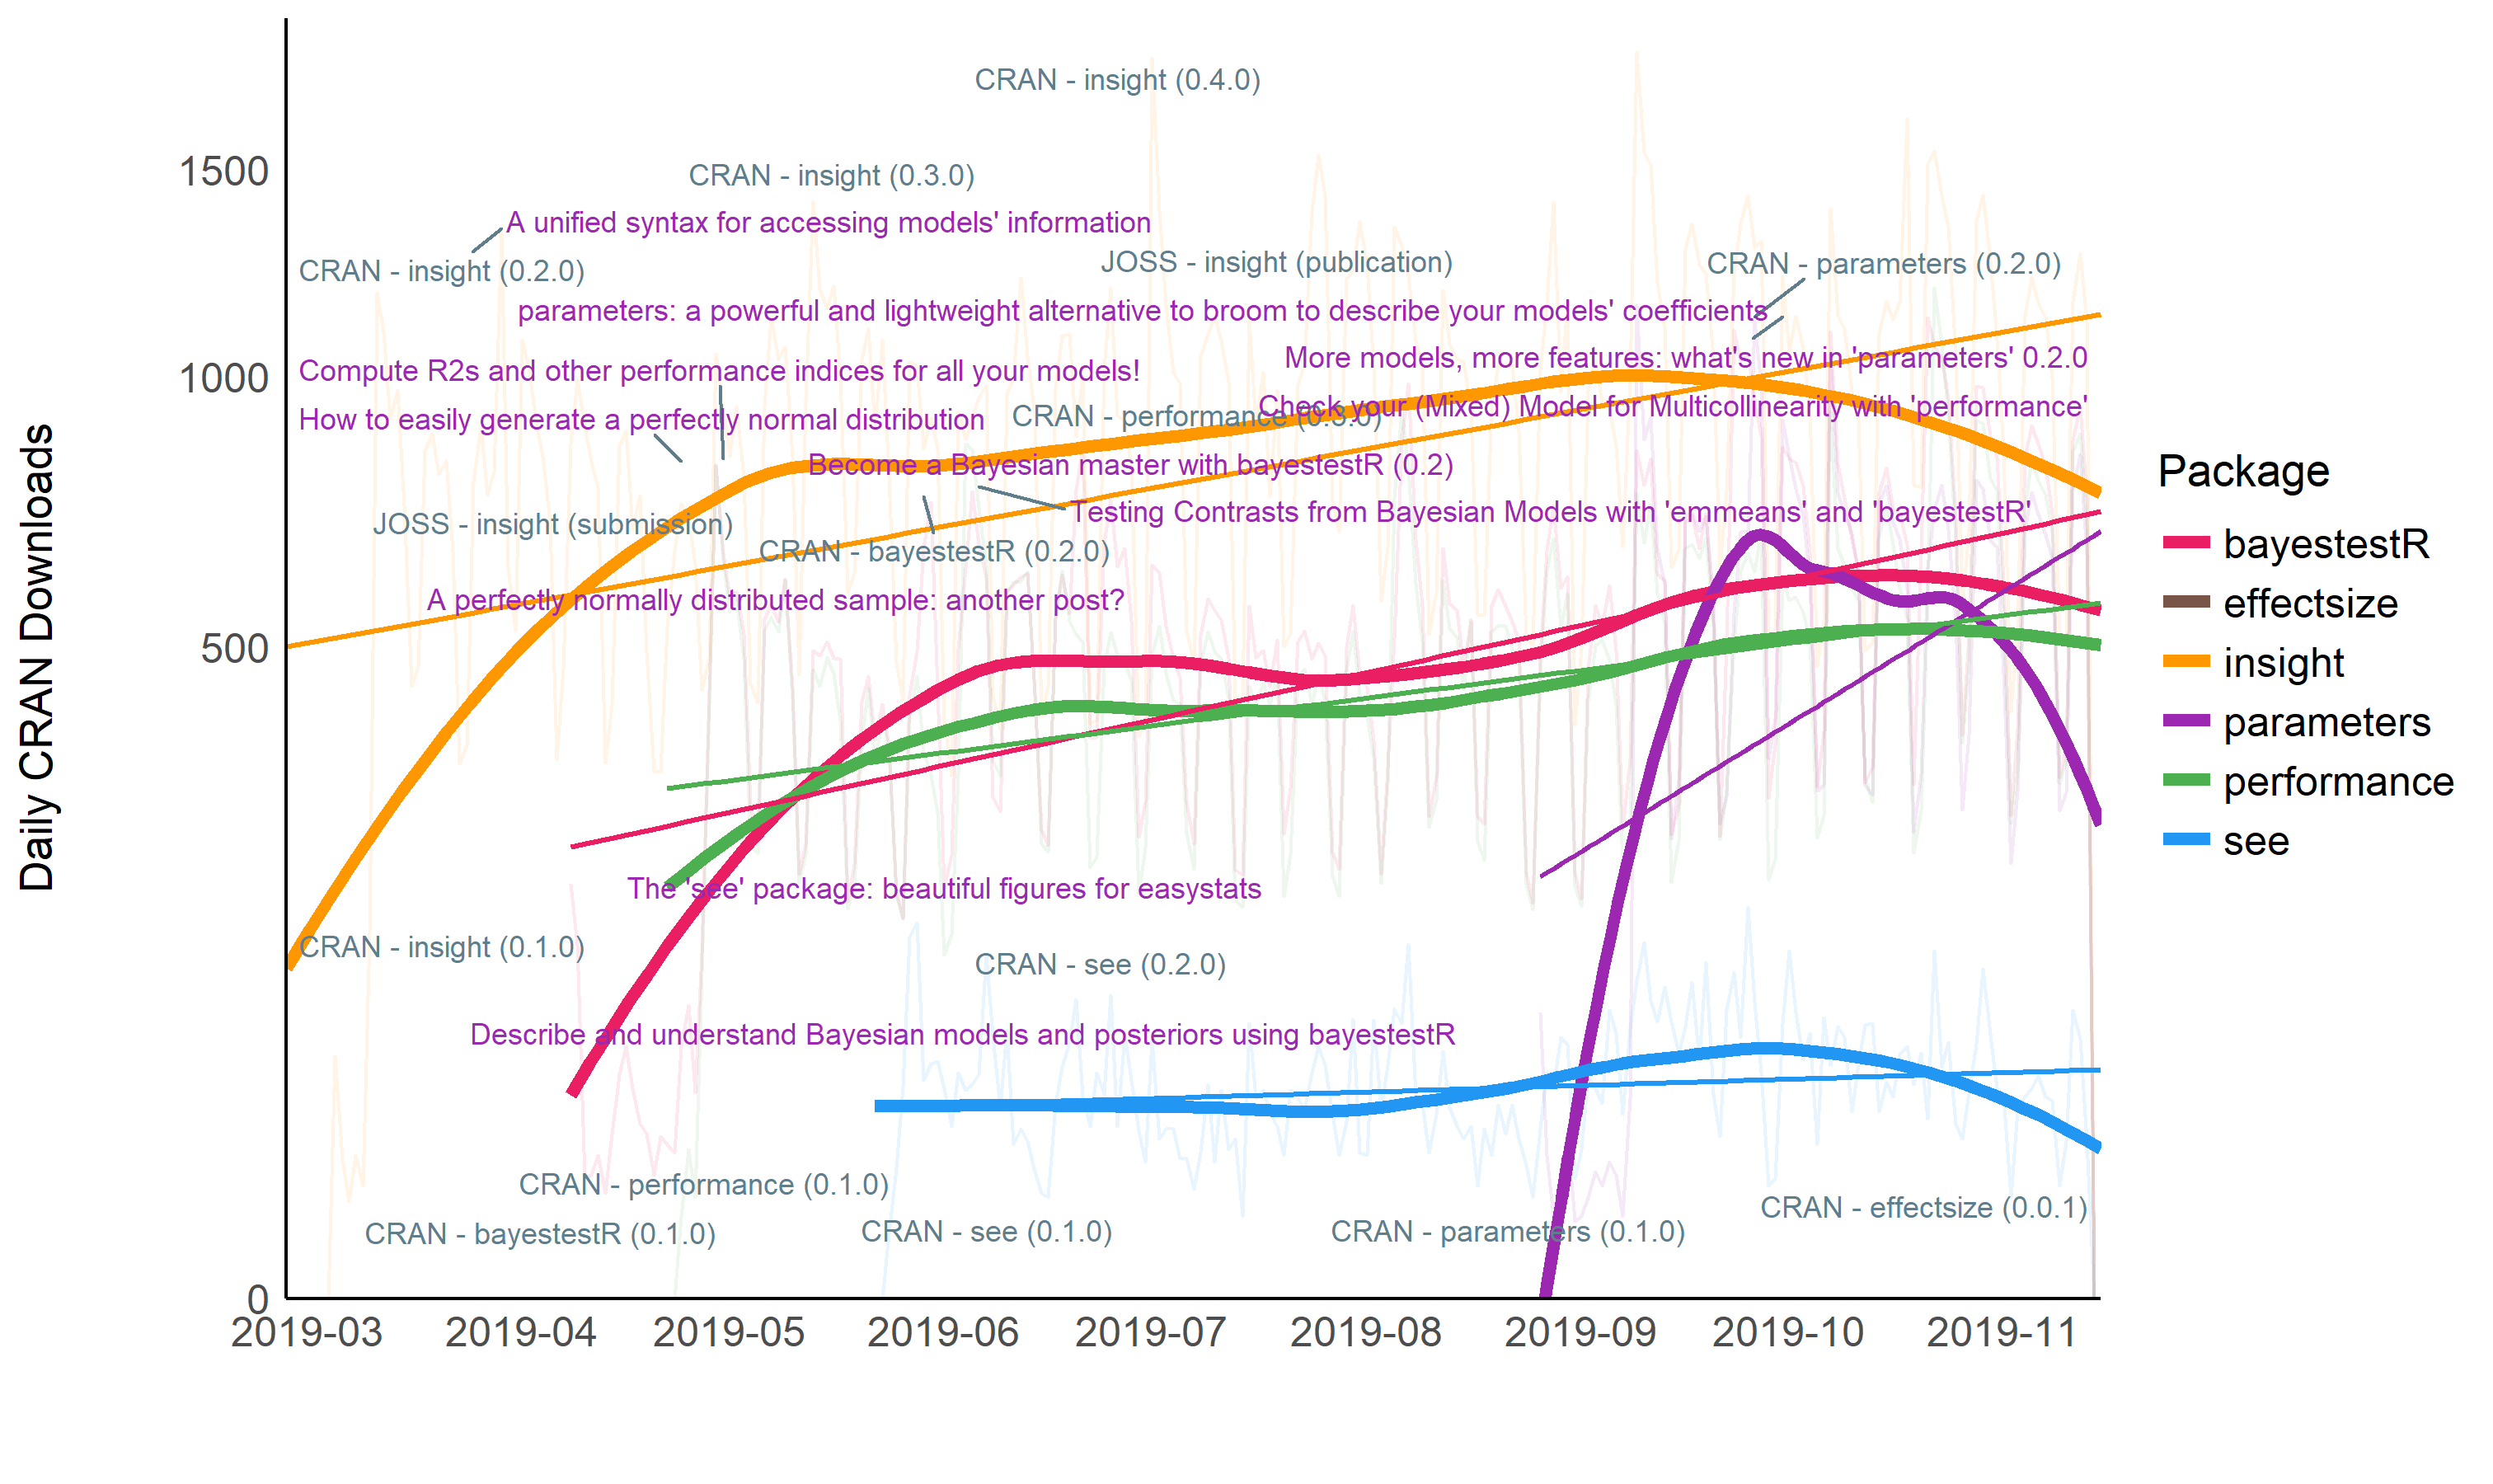 CRAN - insight (0.4.0)
1500
CRAN - insight (0.3.0)
A unified syntax for accessing models' information
CRAN - insight (0.2.0)
JOSS - insight (publication)
CRAN - parameters (0.2.0)
parameters: a powerful and lightweight alternative to broom to describe your models' coefficients
More models, more features: what's new in 'parameters' 0.2.0
1000
Compute R2s and other performance indices for all your models!
How to easily generate a perfectly normal distribution
CRAN - performance (0.3.0)
Check your (Mixed) Model for Multicollinearity with 'performance'
Become a Bayesian master with bayestestR (0.2)
Testing Contrasts from Bayesian Models with 'emmeans' and 'bayestestR'
JOSS - insight (submission)
CRAN - bayestestR (0.2.0)
A perfectly normally distributed sample: another post?
500
The 'see' package: beautiful figures for easystats
CRAN - insight (0.1.0)
CRAN - see (0.2.0)
Describe and understand Bayesian models and posteriors using bayestestR
CRAN - performance (0.1.0)
CRAN - effectsize (0.0.1)
CRAN - bayestestR (0.1.0)
CRAN - see (0.1.0)
CRAN - parameters (0.1.0)
0
2019-03
2019-04
2019-05
2019-06
2019-07
2019-08
2019-09
2019-10
2019-11
Daily CRAN Downloads
Package
bayestestR
effectsize
insight
parameters
performance
see